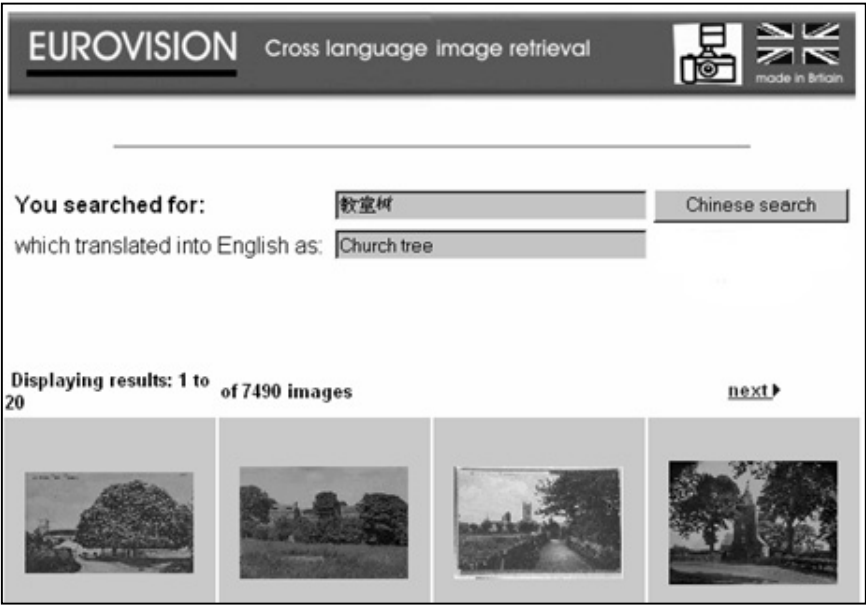 EUROVISION Cross language image retrieval
made in Brtiain
You searched for: 教堂树 Chinese search
which translated into English as: Church tree
Displaying results: 1 to
20
of 7490 images
next